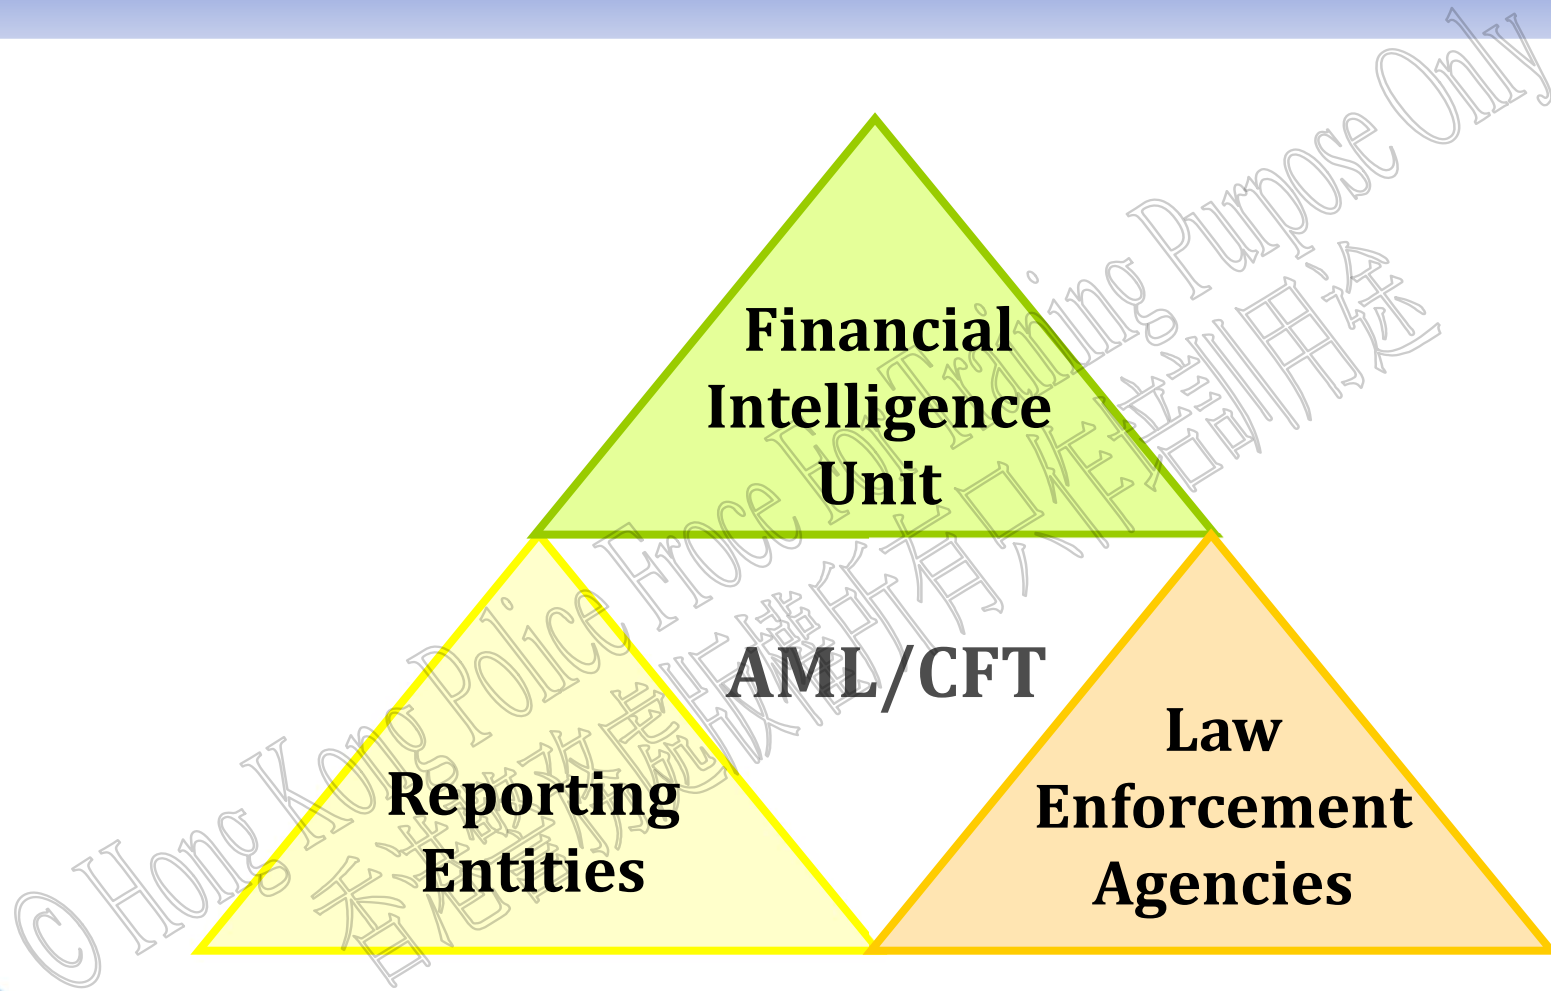 Financial
Intelligence
Unit
AML/CFT
Reporting
Entities
Law
Enforcement
Agencies
© Hong Kong Police Froce For Training Purpose Only
香港警務處版權所有只作培訓用途